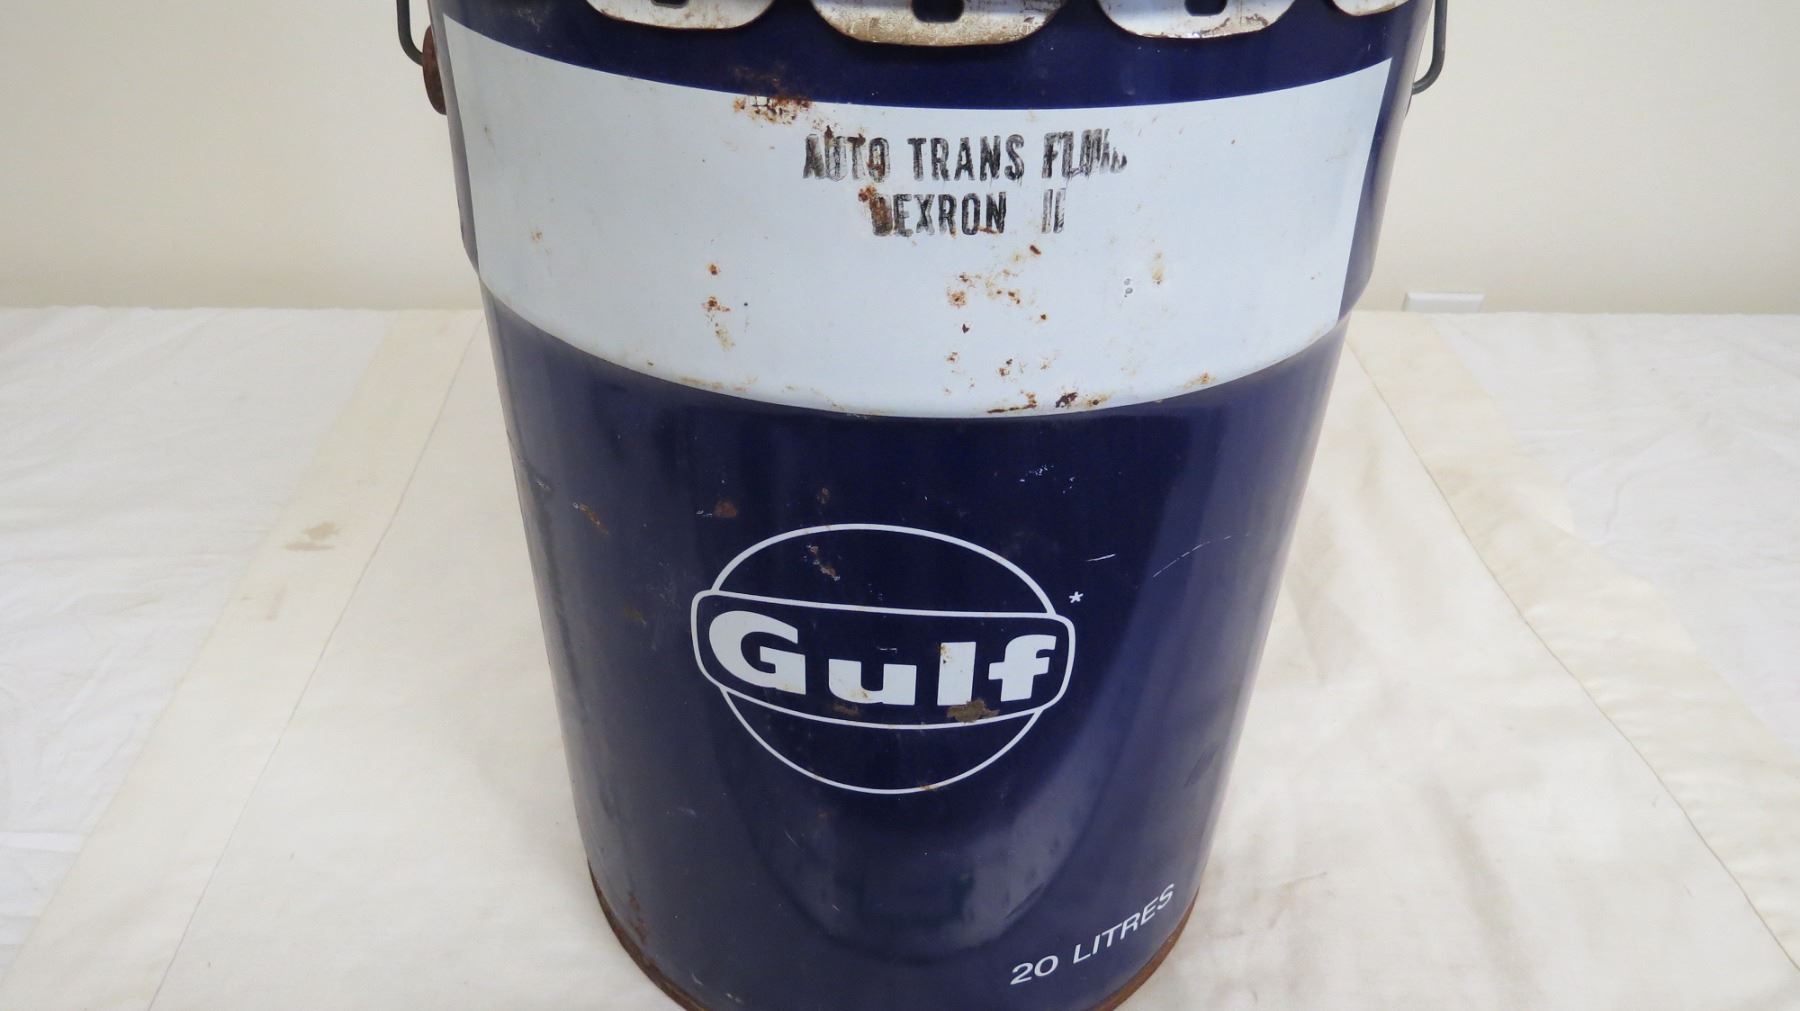 AUTO TRANS FLUID
DEXRON II
Gulf*
20 LITRES